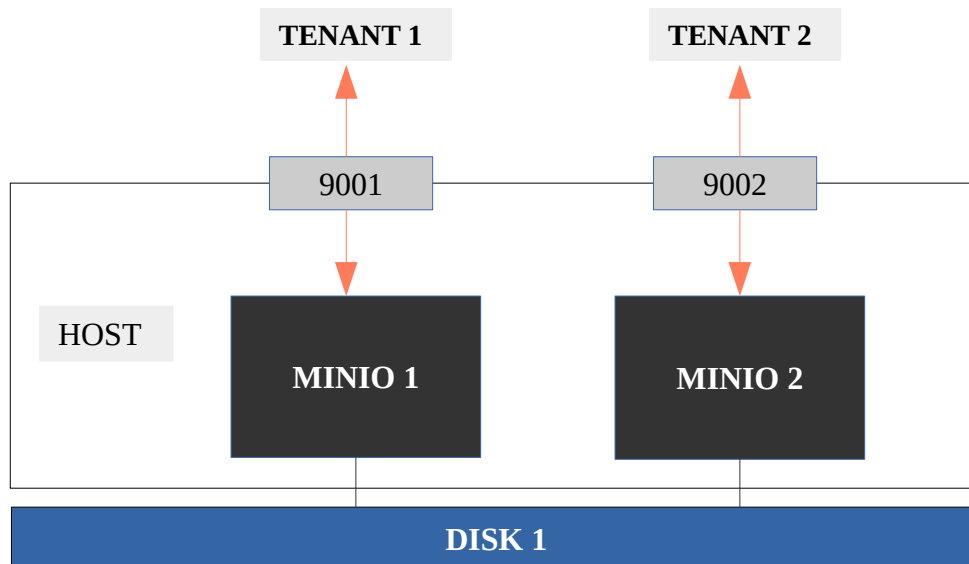 TENANT 1
TENANT 2
9001
9002
HOST
MINIO 1
MINIO 2
DISK 1